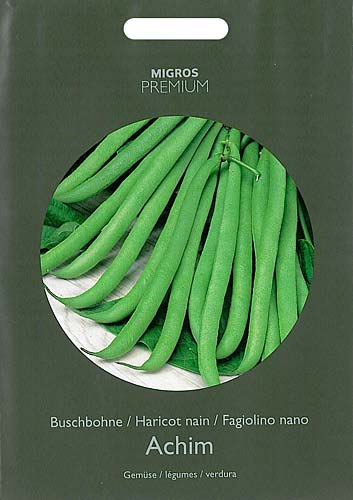 MIGROS
PREMIUM
Buschbohne / Haricot nain / Fagiolino nano
Achim
Gemüse / légumes / verdura